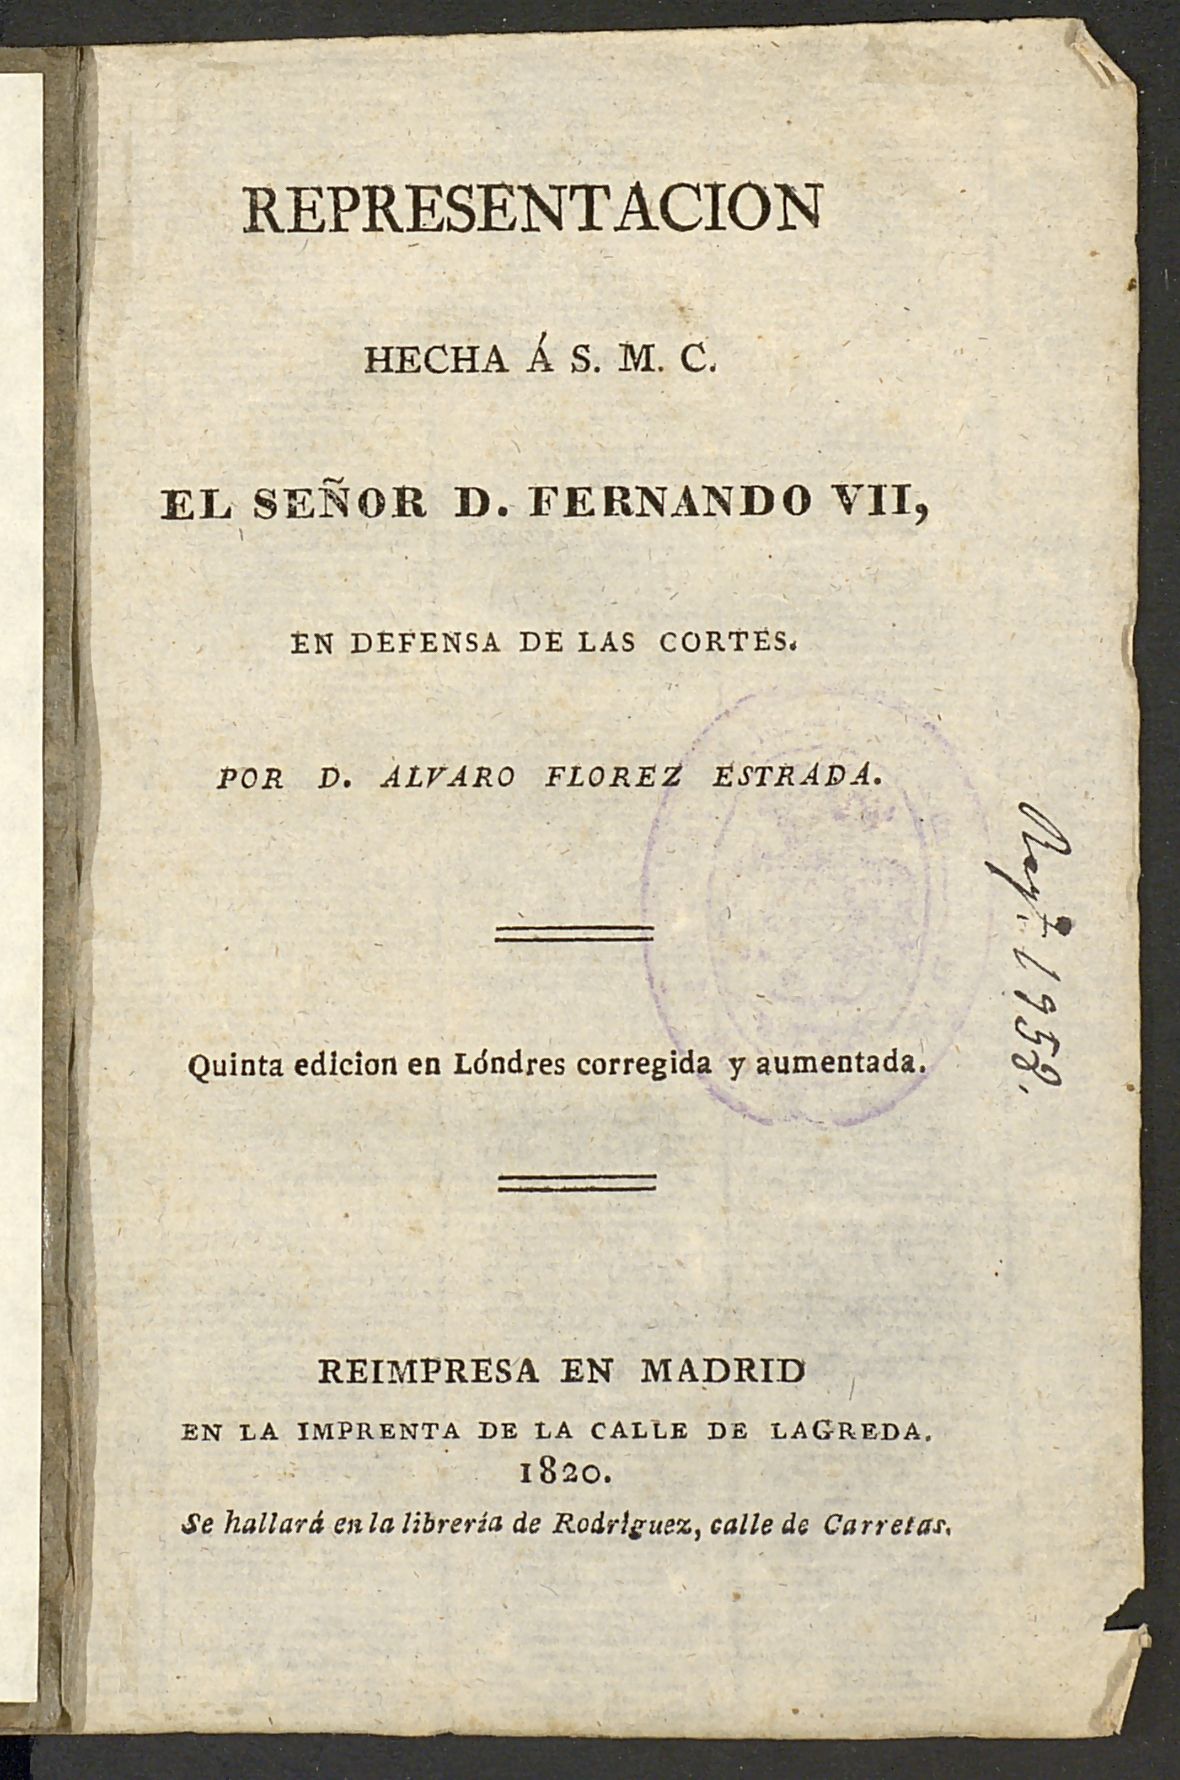 REPRESENTACION
HECHA Á S. M. C.
EL SEÑOR D. FERNANDO VII,
EN DEFENSA DE LAS CORTES.
POR D. ALVARO FLOREZ ESTRADA.
Quinta edicion en Lóndres corregida y aumentada.
REIMPRESA EN MADRID
EN LA IMPRENTA DE LA CALLE DE LAGREDA.
1820.
Se hallará en la librería de Rodriguez, calle de Carretas.
1958.